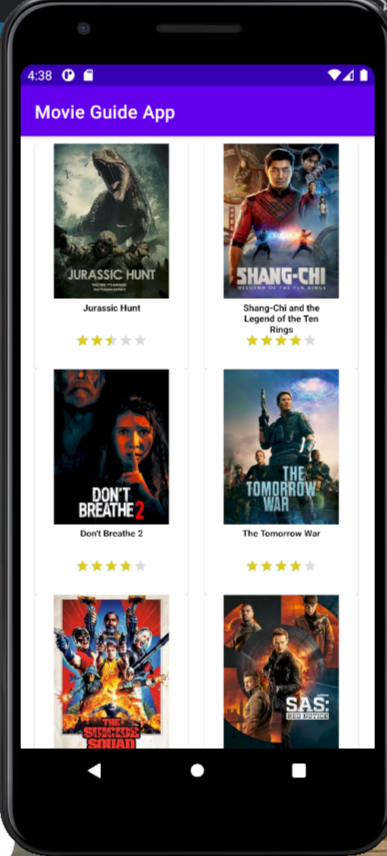 4:38
Movie Guide App
JURASSIC HUNT
Jurassic Hunt
SHANG-CHI
LEGEND OF THE TEN RINGS
Shang-Chi and the
Legend of the Ten
Rings
DON'T
BREATHE 2
Don't Breathe 2
THE
TOMORROW
WAR
The Tomorrow War
THE
SUICIDE
SQUAD
SAS:
RED NOTICE